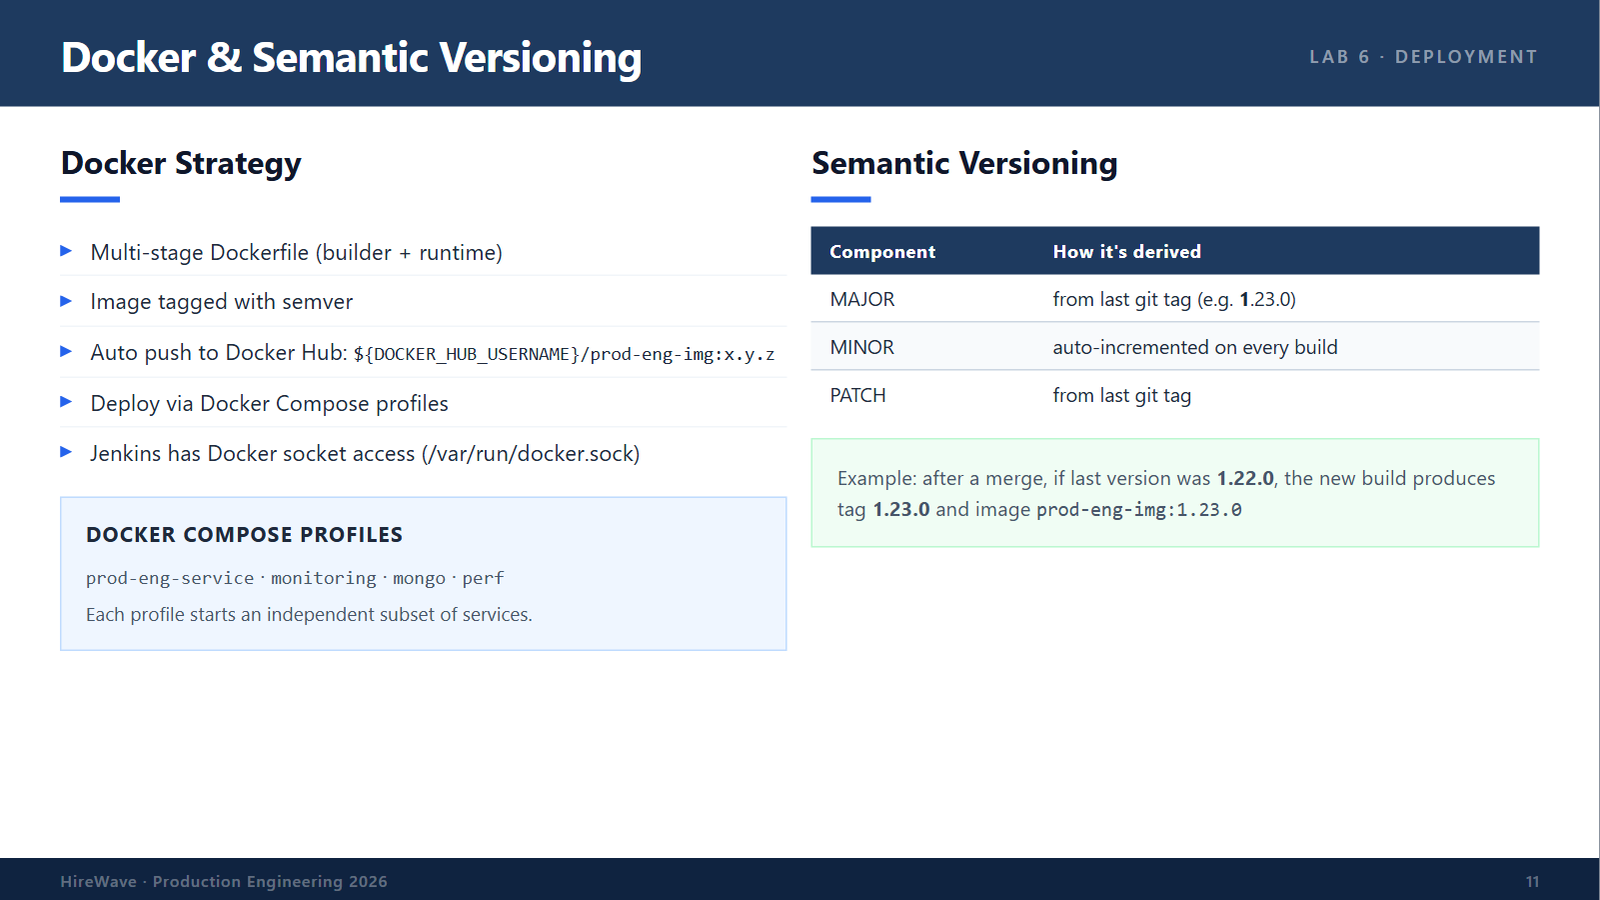 Docker & Semantic Versioning
LAB 6 · DEPLOYMENT
Docker Strategy
▶ Multi-stage Dockerfile (builder + runtime)
▶ Image tagged with semver
▶ Auto push to Docker Hub: ${DOCKER_HUB_USERNAME}/prod-eng-img:x.y.z
▶ Deploy via Docker Compose profiles
▶ Jenkins has Docker socket access (/var/run/docker.sock)
DOCKER COMPOSE PROFILES
prod-eng-service · monitoring · mongo · perf
Each profile starts an independent subset of services.
Semantic Versioning
Component How it's derived
MAJOR from last git tag (e.g. 1.23.0)
MINOR auto-incremented on every build
PATCH from last git tag
Example: after a merge, if last version was 1.22.0, the new build produces
tag 1.23.0 and image prod-eng-img:1.23.0
HireWave · Production Engineering 2026
11